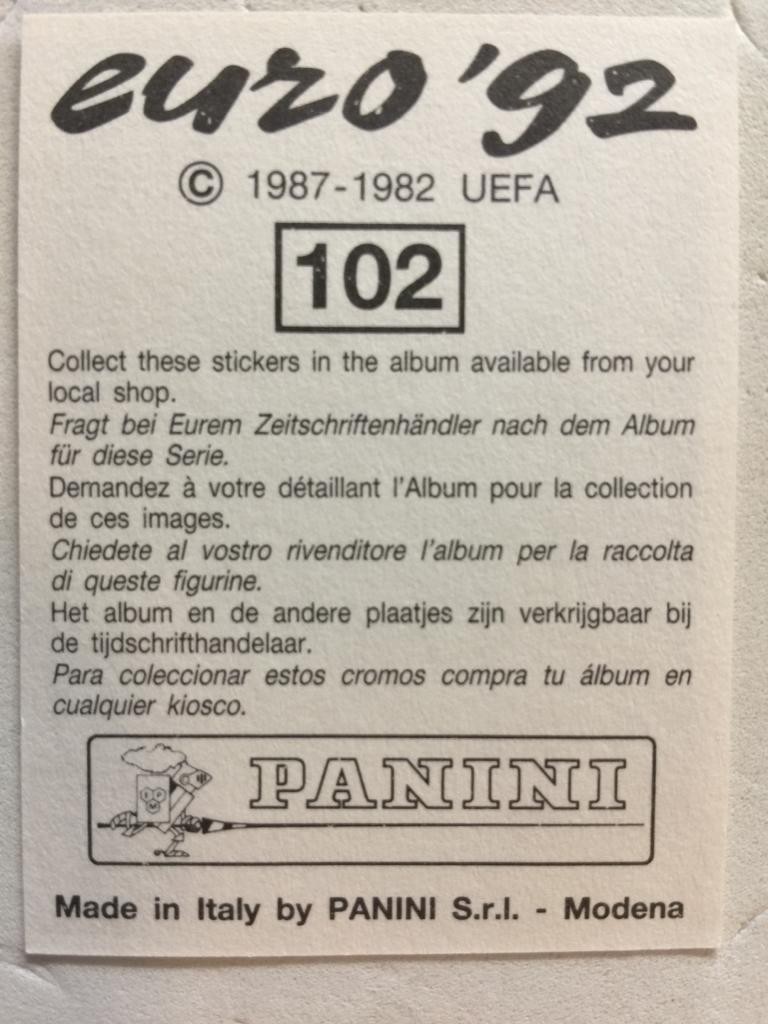 euro '92
© 1987-1982 UEFA
102
Collect these stickers in the album available from your
local shop.
Fragt bei Eurem Zeitschriftenhändler nach dem Album
für diese Serie.
Demandez à votre détaillant l'Album pour la collection
de ces images.
Chiedete al vostro rivenditore l'album per la raccolta
di queste figurine.
Het album en de andere plaatjes zijn verkrijgbaar bij
de tijdschrifthandelaar.
Para coleccionar estos cromos compra tu álbum en
cualquier kiosco.
PANINI
Made in Italy by PANINI S.r.l. - Modena